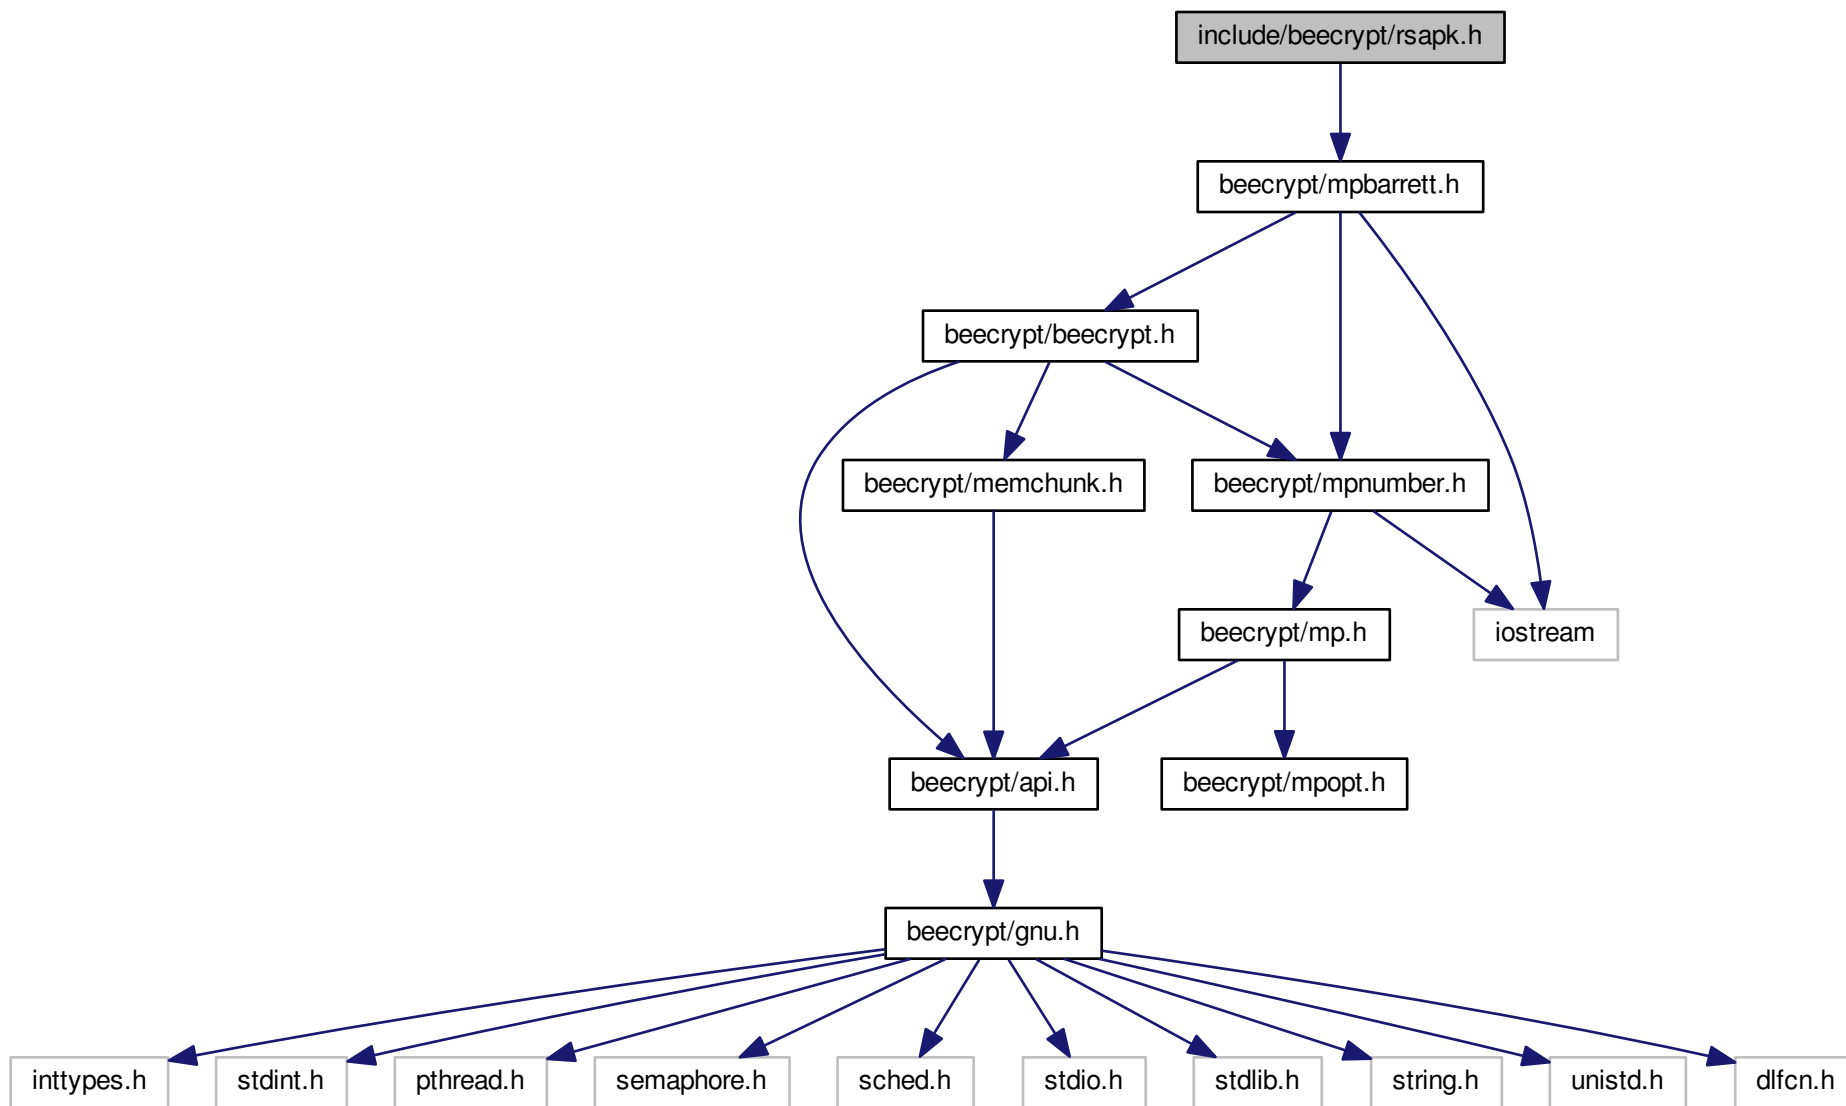 include/beecrypt/rsapk.h
beecrypt/mpbarrett.h
beecrypt/beecrypt.h
beecrypt/memchunk.h
beecrypt/mpnumber.h
beecrypt/mp.h
iostream
beecrypt/api.h
beecrypt/mpopt.h
beecrypt/gnu.h
inttypes.h
stdint.h
pthread.h
semaphore.h
sched.h
stdio.h
stdlib.h
string.h
unistd.h
dlfcn.h